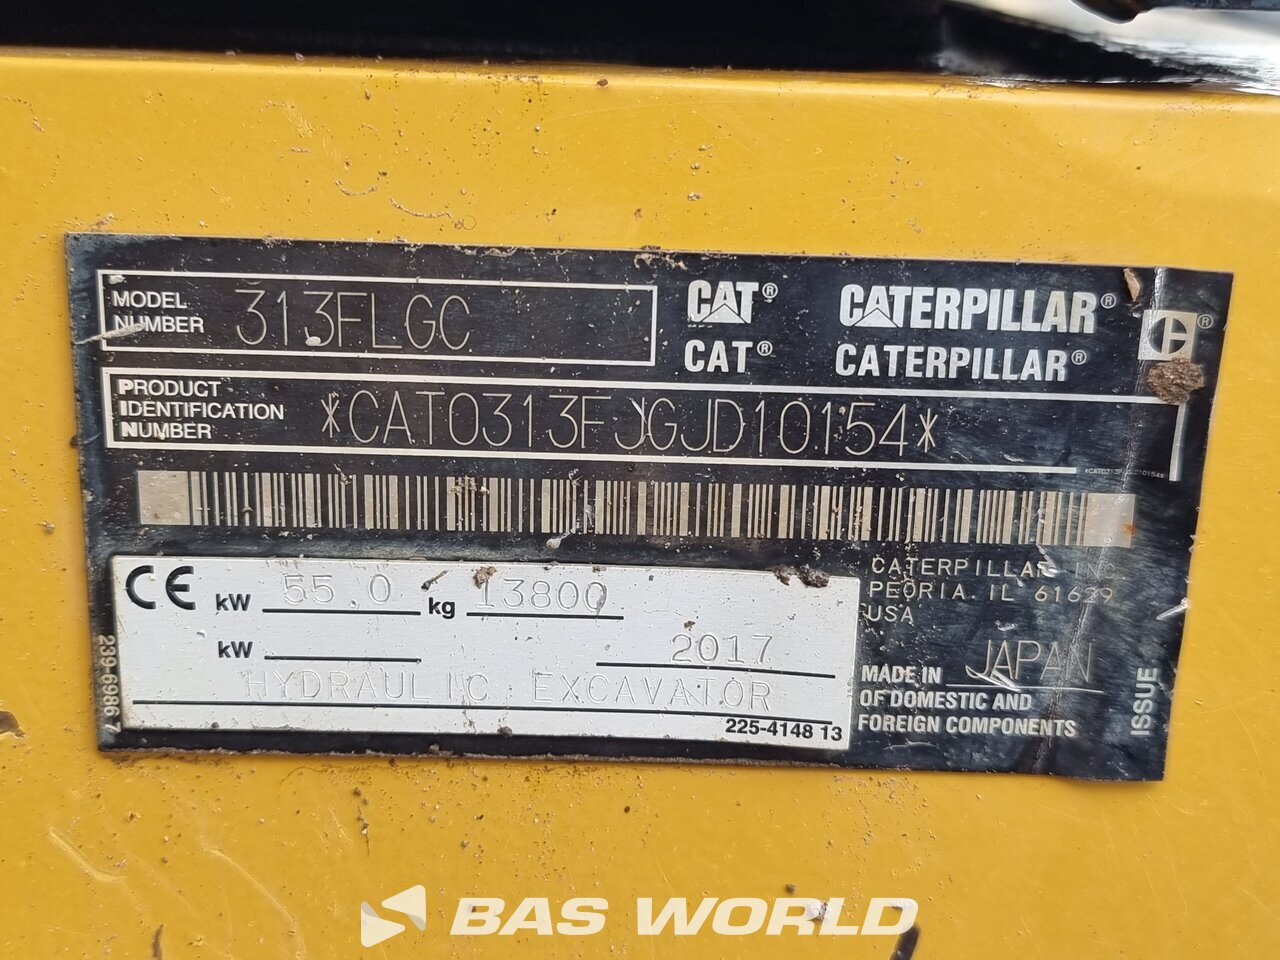 MODEL
NUMBER 313FLGC
CAT® CATERPILLAR®
CAT® CATERPILLAR®
PRODUCT
IDENTIFICATION
NUMBER *CAT0313FJGJD10154*
CE kW 55.0 kg 13800
kW 2017
HYDRAULIC EXCAVATOR
225-4148 13
239-6986 7
CATERPILLAR INC
PEORIA. IL 61629
USA
MADE IN JAPAN
OF DOMESTIC AND
FOREIGN COMPONENTS
ISSUE
BAS WORLD